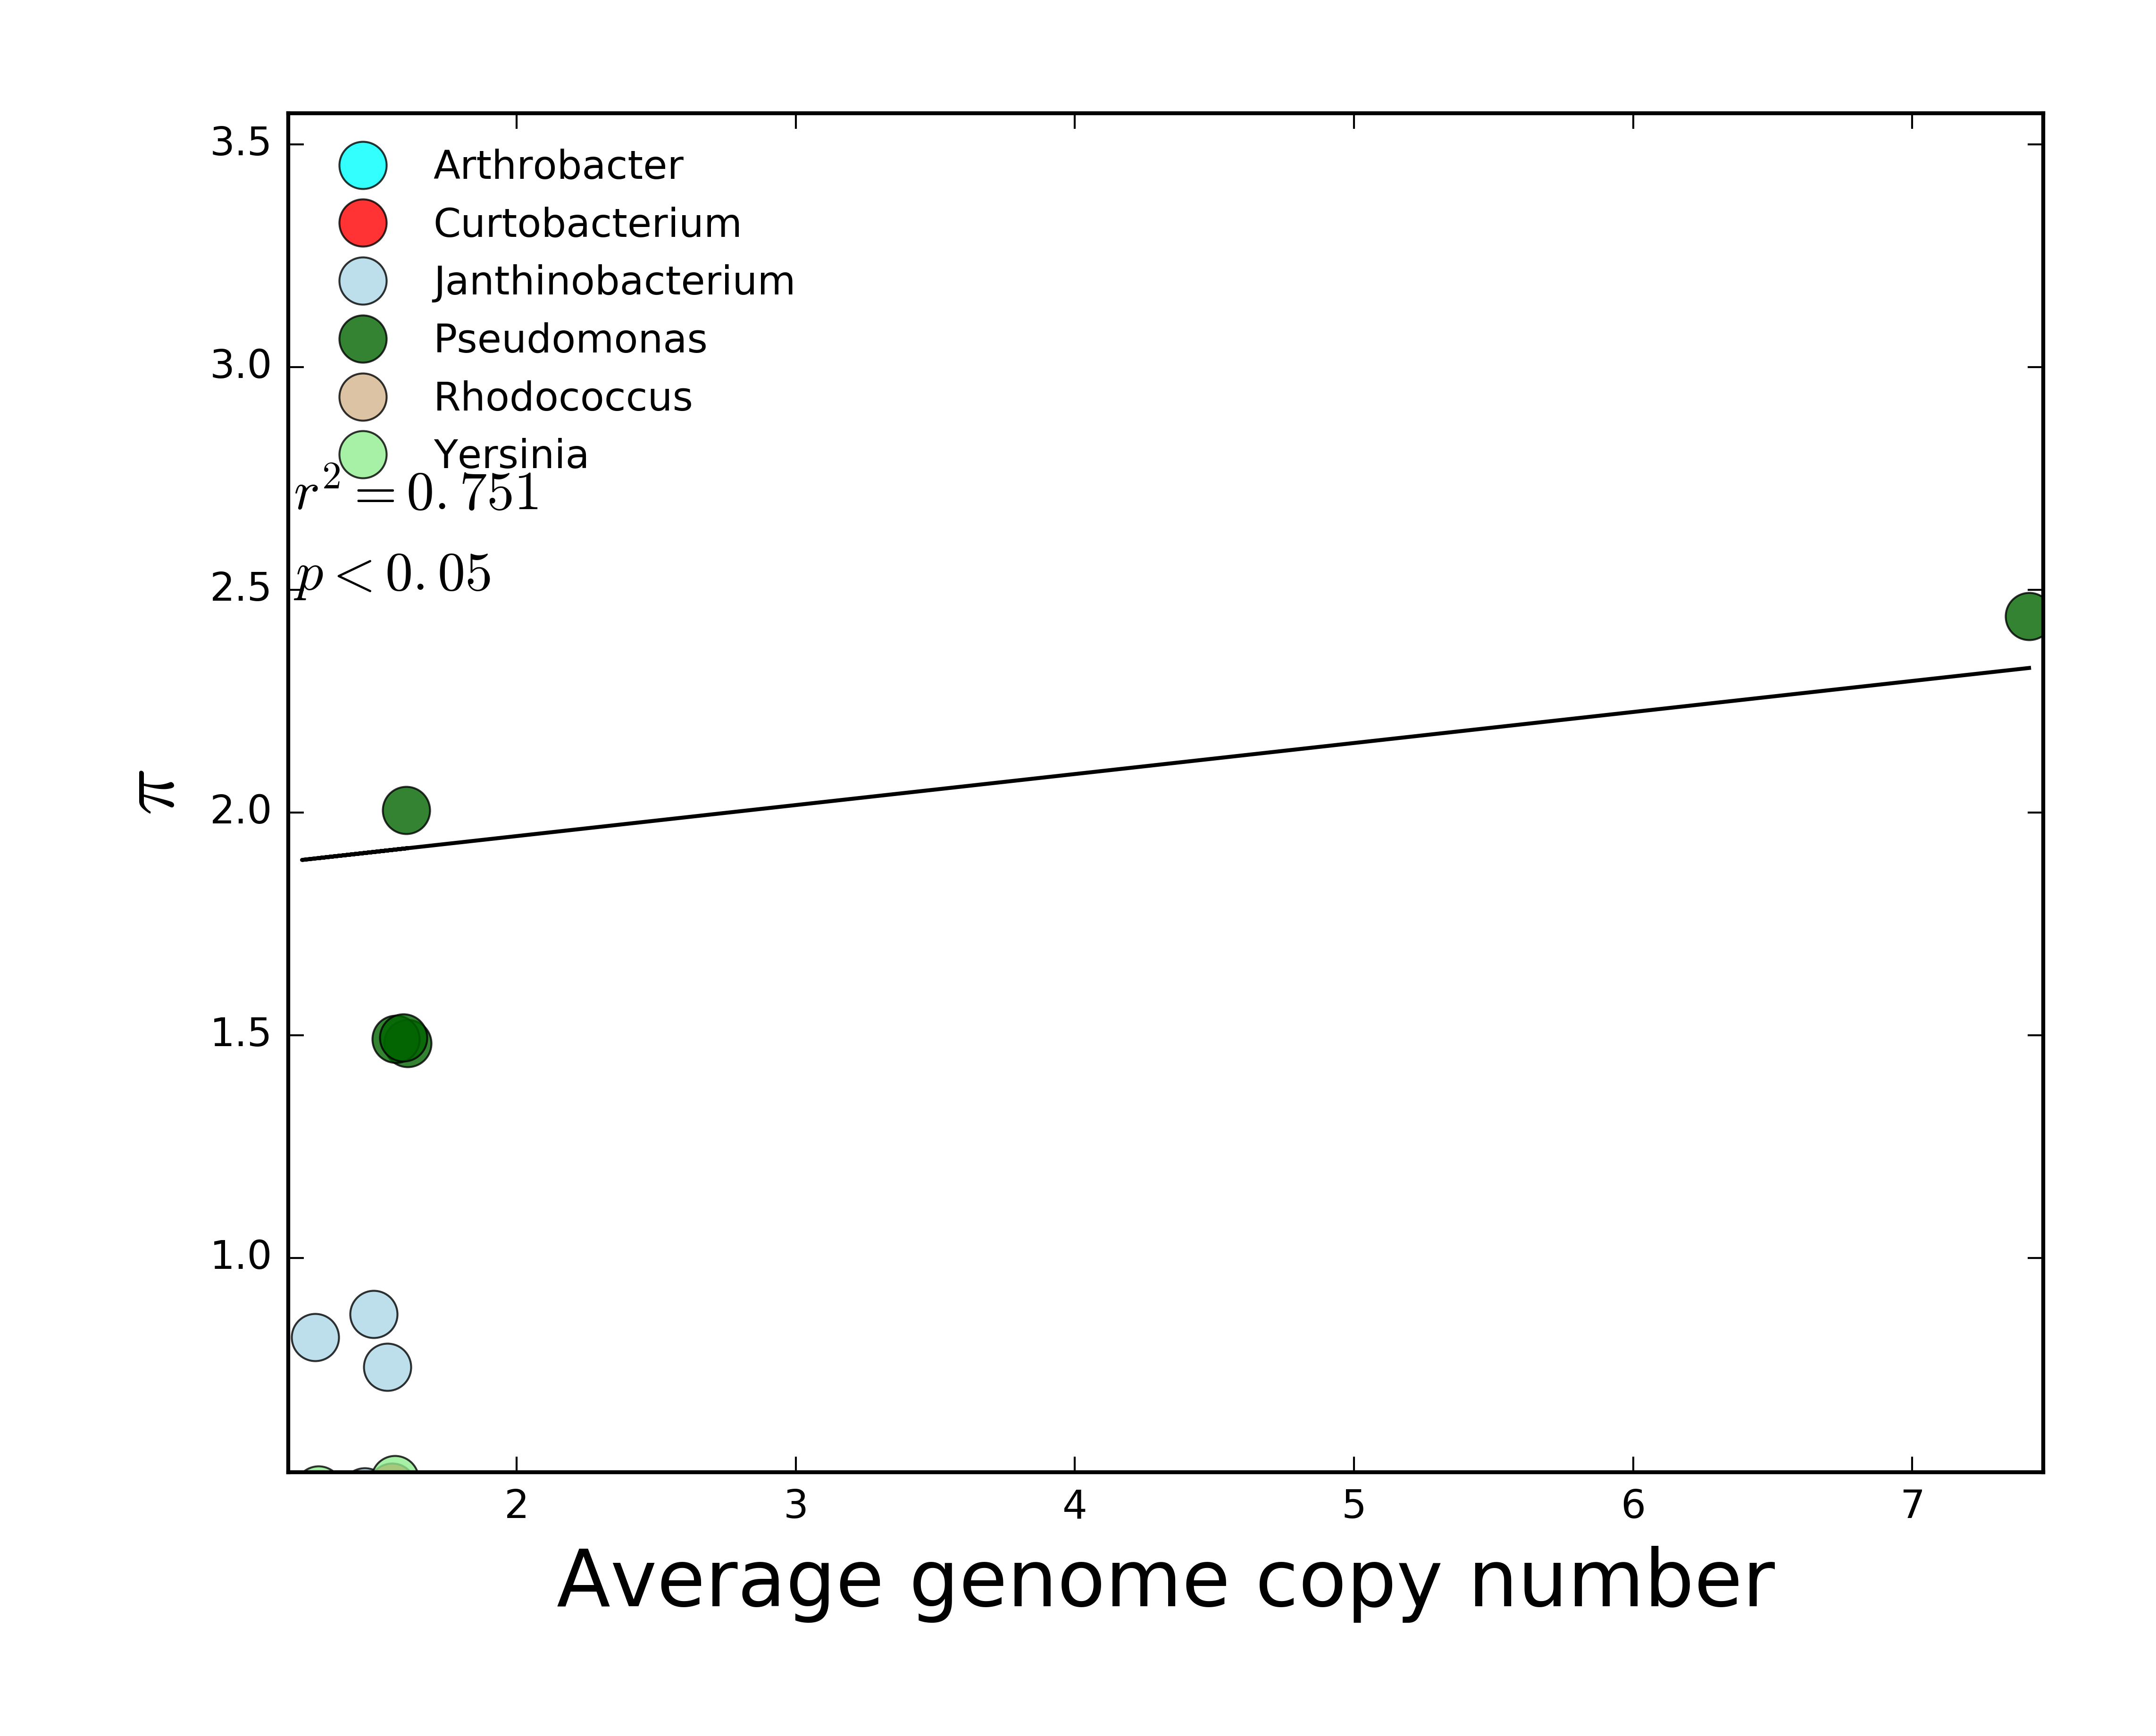 3.5
3.0
2.5
2.0
1.5
1.0
π
Arthrobacter
Curtobacterium
Janthinobacterium
Pseudomonas
Rhodococcus
Yersinia
r² = 0.751
p < 0.05
2 3 4 5 6 7
Average genome copy number